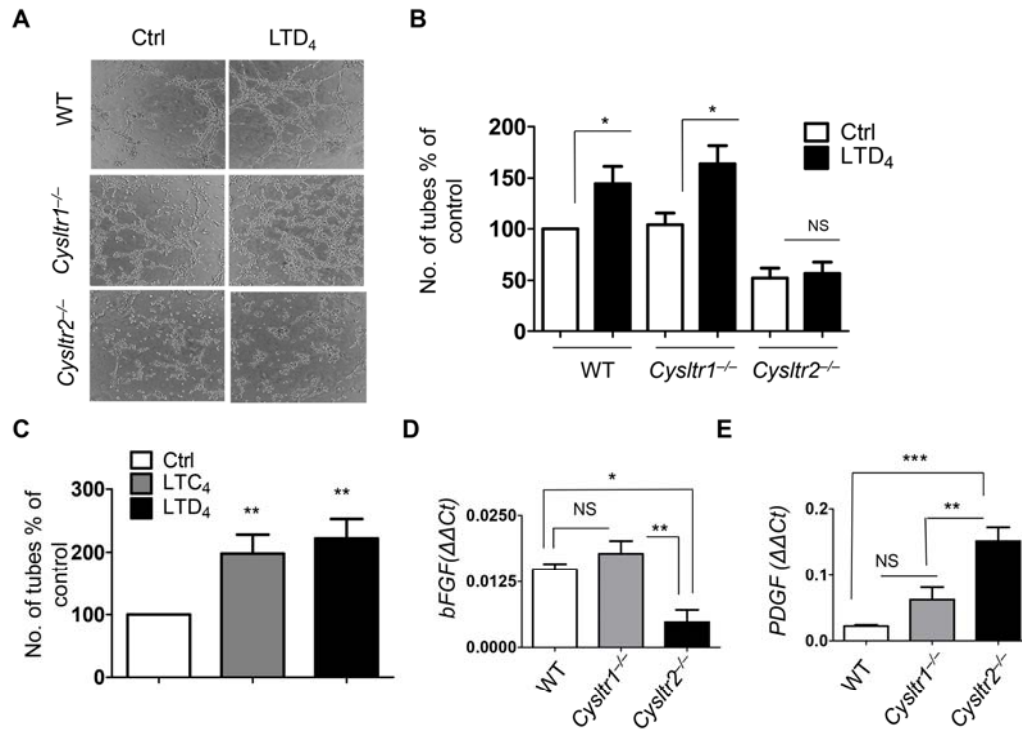 A
Ctrl LTD₄
WT
Cysltr1⁻/⁻
Cysltr2⁻/⁻
B
No. of tubes % of
control
200
150
100
50
0
* *
NS
Ctrl
LTD₄
WT Cysltr1⁻/⁻ Cysltr2⁻/⁻
C
No. of tubes % of
control
Ctrl
LTC₄
LTD₄
300
200
100
0
** **
D
bFGF(ΔΔCt)
0.0250
0.0125
0.0000
*
NS
**
WT Cysltr1⁻/⁻ Cysltr2⁻/⁻
E
PDGF (ΔΔCt)
0.2
0.1
0.0
***
**
NS
WT Cysltr1⁻/⁻ Cysltr2⁻/⁻